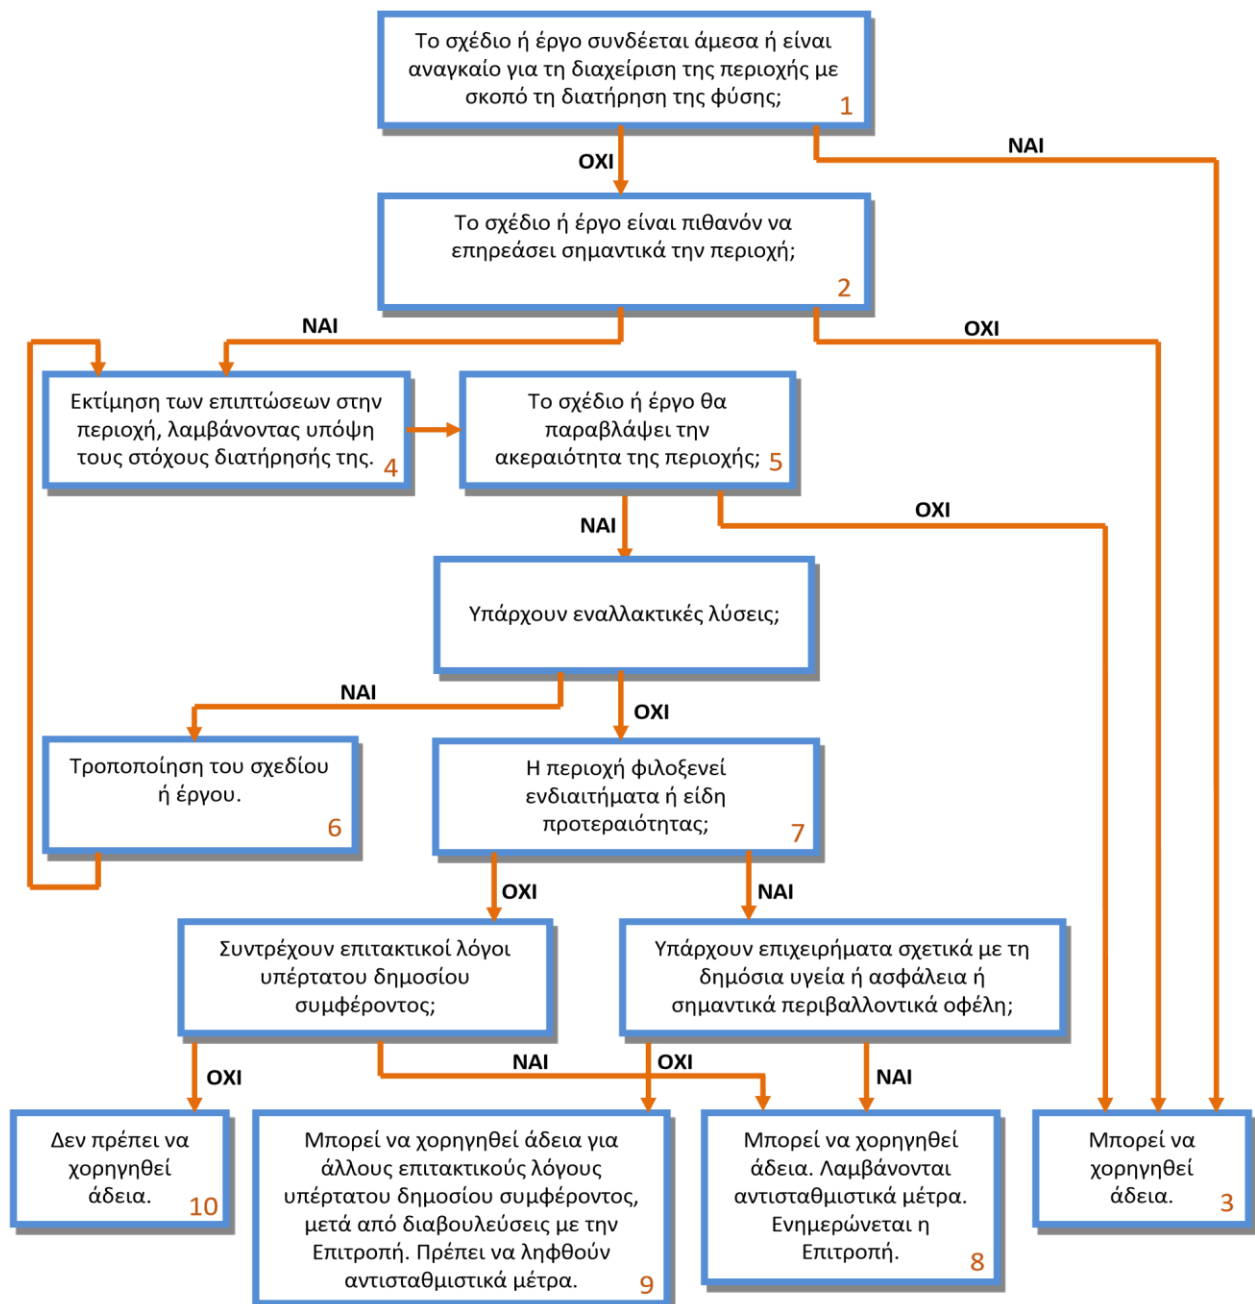 Το σχέδιο ή έργο συνδέεται άμεσα ή είναι
αναγκαίο για τη διαχείριση της περιοχής με
σκοπό τη διατήρηση της φύσης;
1
ΟΧΙ
ΝΑΙ
Το σχέδιο ή έργο είναι πιθανόν να
επηρεάσει σημαντικά την περιοχή;
2
ΝΑΙ
ΟΧΙ
Εκτίμηση των επιπτώσεων στην
περιοχή, λαμβάνοντας υπόψη
τους στόχους διατήρησής της.
4
Το σχέδιο ή έργο θα
παραβλάψει την
ακεραιότητα της περιοχής;
5
ΝΑΙ
ΟΧΙ
Υπάρχουν εναλλακτικές λύσεις;
ΝΑΙ
ΟΧΙ
Τροποποίηση του σχεδίου
ή έργου.
6
Η περιοχή φιλοξενεί
ενδιαιτήματα ή είδη
προτεραιότητας;
7
ΟΧΙ
ΝΑΙ
Συντρέχουν επιτακτικοί λόγοι
υπέρτατου δημοσίου
συμφέροντος;
Υπάρχουν επιχειρήματα σχετικά με τη
δημόσια υγεία ή ασφάλεια ή
σημαντικά περιβαλλοντικά οφέλη;
ΟΧΙ
ΝΑΙ
ΟΧΙ
ΝΑΙ
Δεν πρέπει να
χορηγηθεί
άδεια.
10
Μπορεί να χορηγηθεί άδεια για
άλλους επιτακτικούς λόγους
υπέρτατου δημοσίου συμφέροντος,
μετά από διαβουλεύσεις με την
Επιτροπή. Πρέπει να ληφθούν
αντισταθμιστικά μέτρα.
9
Μπορεί να χορηγηθεί
άδεια. Λαμβάνονται
αντισταθμιστικά μέτρα.
Ενημερώνεται η
Επιτροπή.
8
Μπορεί να
χορηγηθεί
άδεια.
3